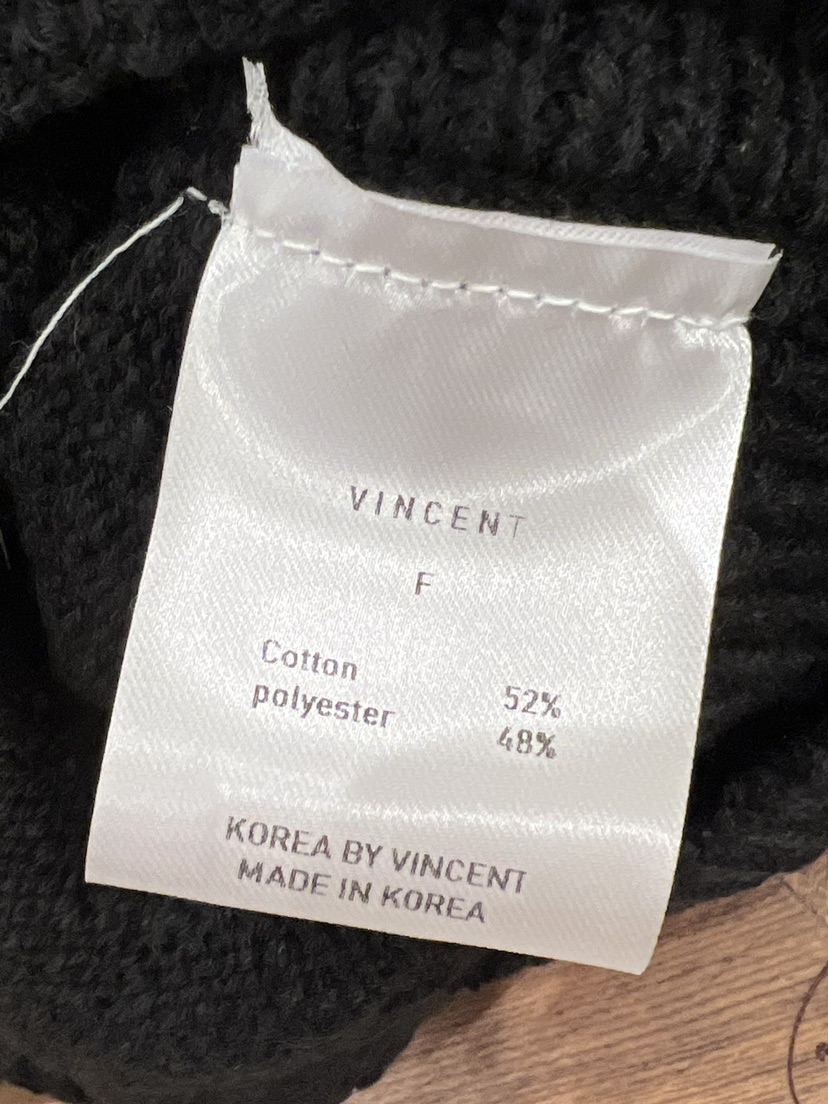 VINCENT
F
Cotton 52%
polyester 48%
KOREA BY VINCENT
MADE IN KOREA